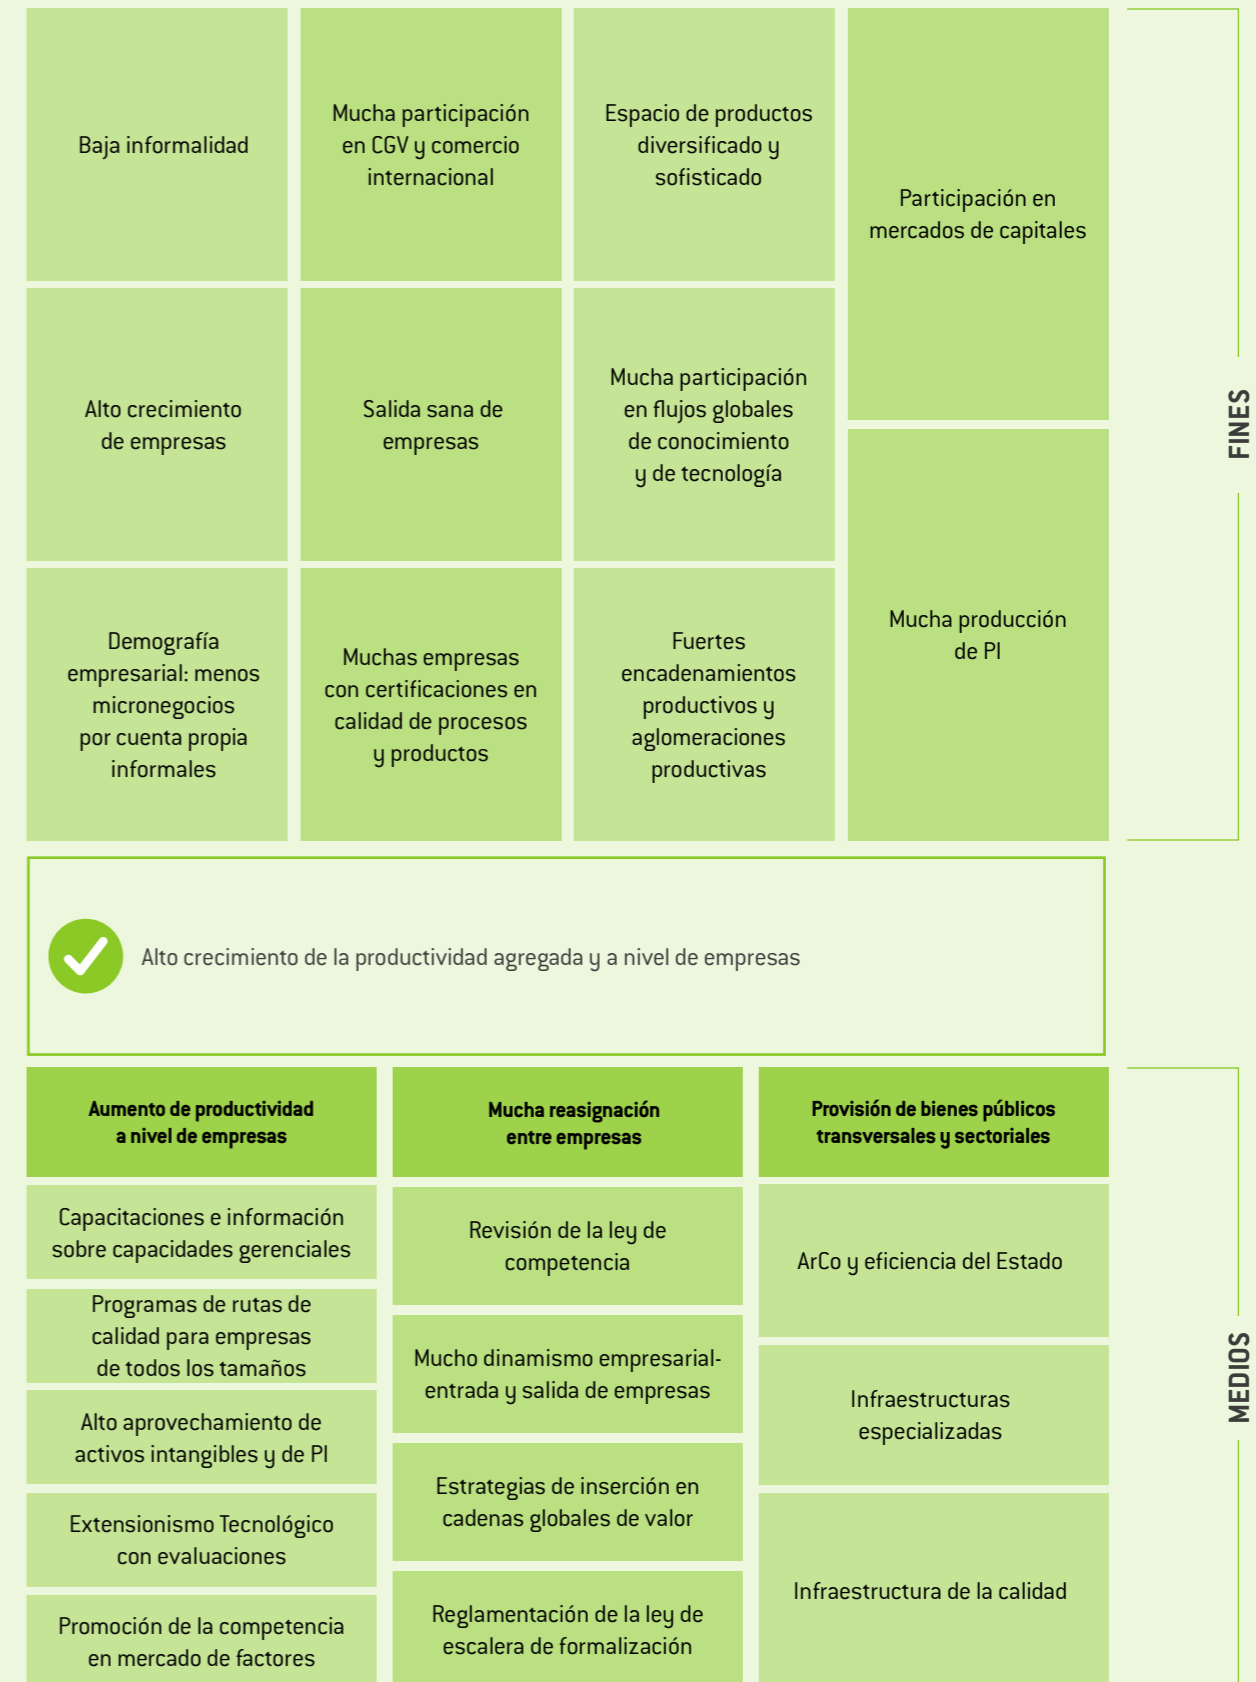 Baja informalidad
Mucha participación
en CGV y comercio
internacional
Espacio de productos
diversificado y
sofisticado
Participación en
mercados de capitales
Alto crecimiento
de empresas
Salida sana de
empresas
Mucha participación
en flujos globales
de conocimiento
y de tecnología
Demografía
empresarial: menos
micronegocios
por cuenta propia
informales
Muchas empresas
con certificaciones en
calidad de procesos
y productos
Fuertes
encadenamientos
productivos y
aglomeraciones
productivas
Mucha producción
de PI
FINES
Alto crecimiento de la productividad agregada y a nivel de empresas
Aumento de productividad
a nivel de empresas
Capacitaciones e información
sobre capacidades gerenciales
Programas de rutas de
calidad para empresas
de todos los tamaños
Alto aprovechamiento de
activos intangibles y de PI
Extensionismo Tecnológico
con evaluaciones
Promoción de la competencia
en mercado de factores
Mucha reasignación
entre empresas
Revisión de la ley de
competencia
Mucho dinamismo empresarial-
entrada y salida de empresas
Estrategias de inserción en
cadenas globales de valor
Reglamentación de la ley de
escalera de formalización
Provisión de bienes públicos
transversales y sectoriales
ArCo y eficiencia del Estado
Infraestructuras
especializadas
Infraestructura de la calidad
MEDIOS